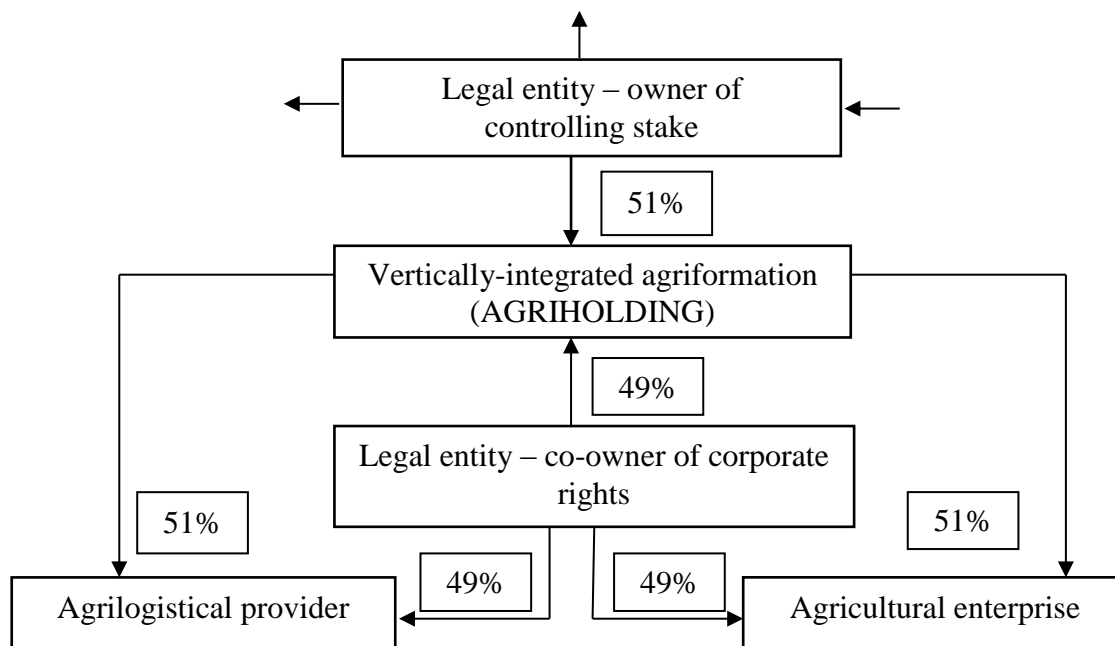 Legal entity – owner of
controlling stake
51%
Vertically-integrated agriformation
(AGRIHOLDING)
49%
Legal entity – co-owner of corporate
rights
51%
51%
49%
49%
Agrilogistical provider
Agricultural enterprise